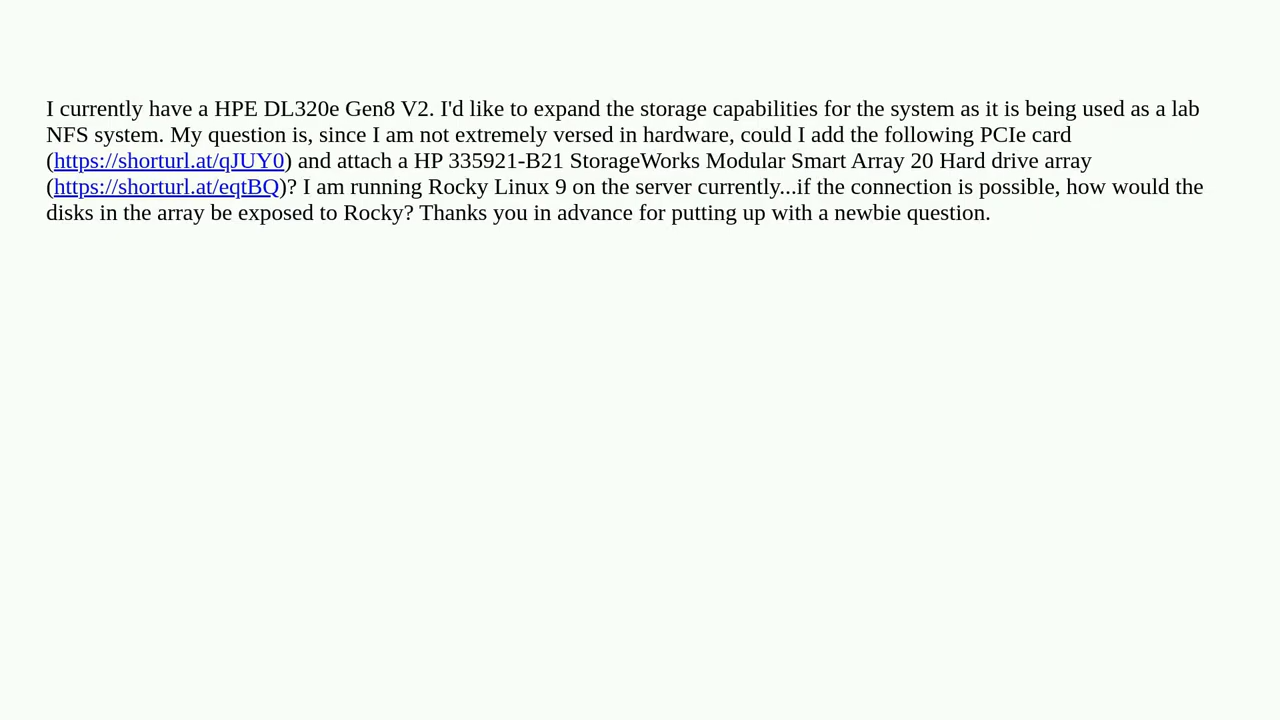 I currently have a HPE DL320e Gen8 V2. I'd like to expand the storage capabilities for the system as it is being used as a lab
NFS system. My question is, since I am not extremely versed in hardware, could I add the following PCIe card
(https://shorturl.at/qJUY0) and attach a HP 335921-B21 StorageWorks Modular Smart Array 20 Hard drive array
(https://shorturl.at/eqtBQ)? I am running Rocky Linux 9 on the server currently...if the connection is possible, how would the
disks in the array be exposed to Rocky? Thanks you in advance for putting up with a newbie question.